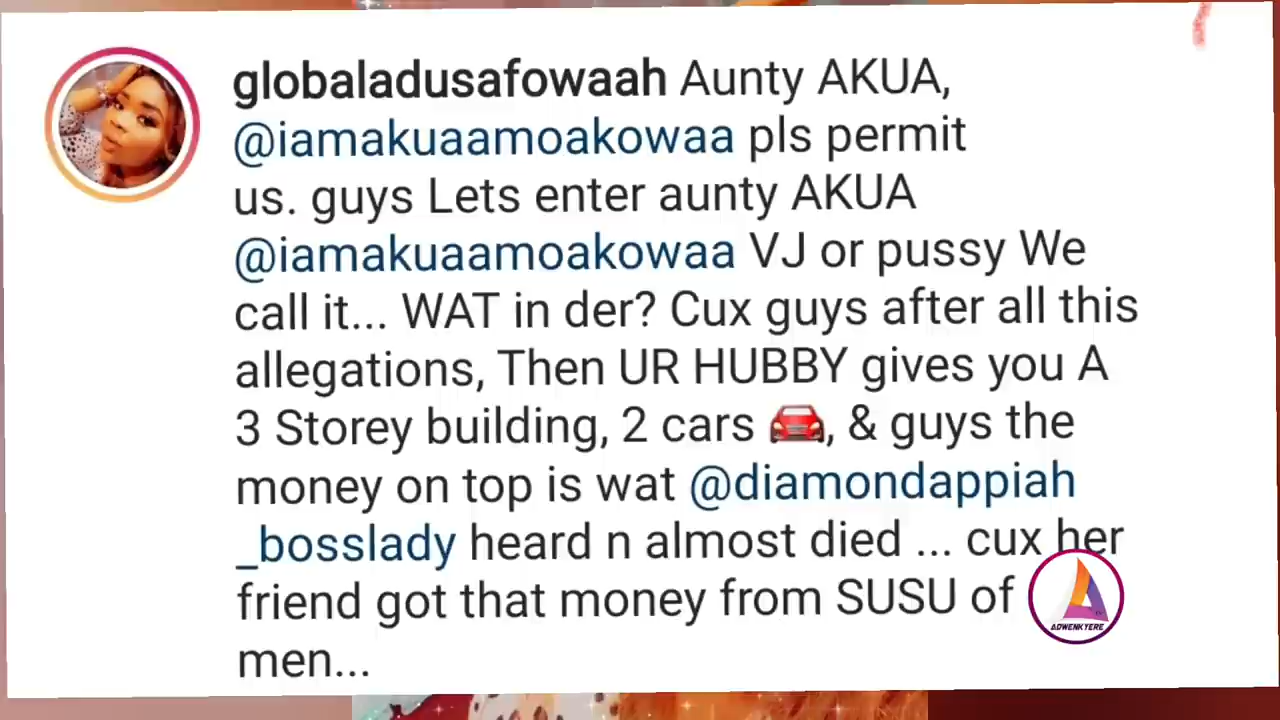 globaladusafowaah Aunty AKUA,
@iamakuaamoakowaa pls permit
us. guys Lets enter aunty AKUA
@iamakuaamoakowaa VJ or pussy We
call it... WAT in der? Cux guys after all this
allegations, Then UR HUBBY gives you A
3 Storey building, 2 cars 🚘, & guys the
money on top is wat @diamondappiah
_bosslady heard n almost died ... cux her
friend got that money from SUSU of
men...
ADWENKYERE